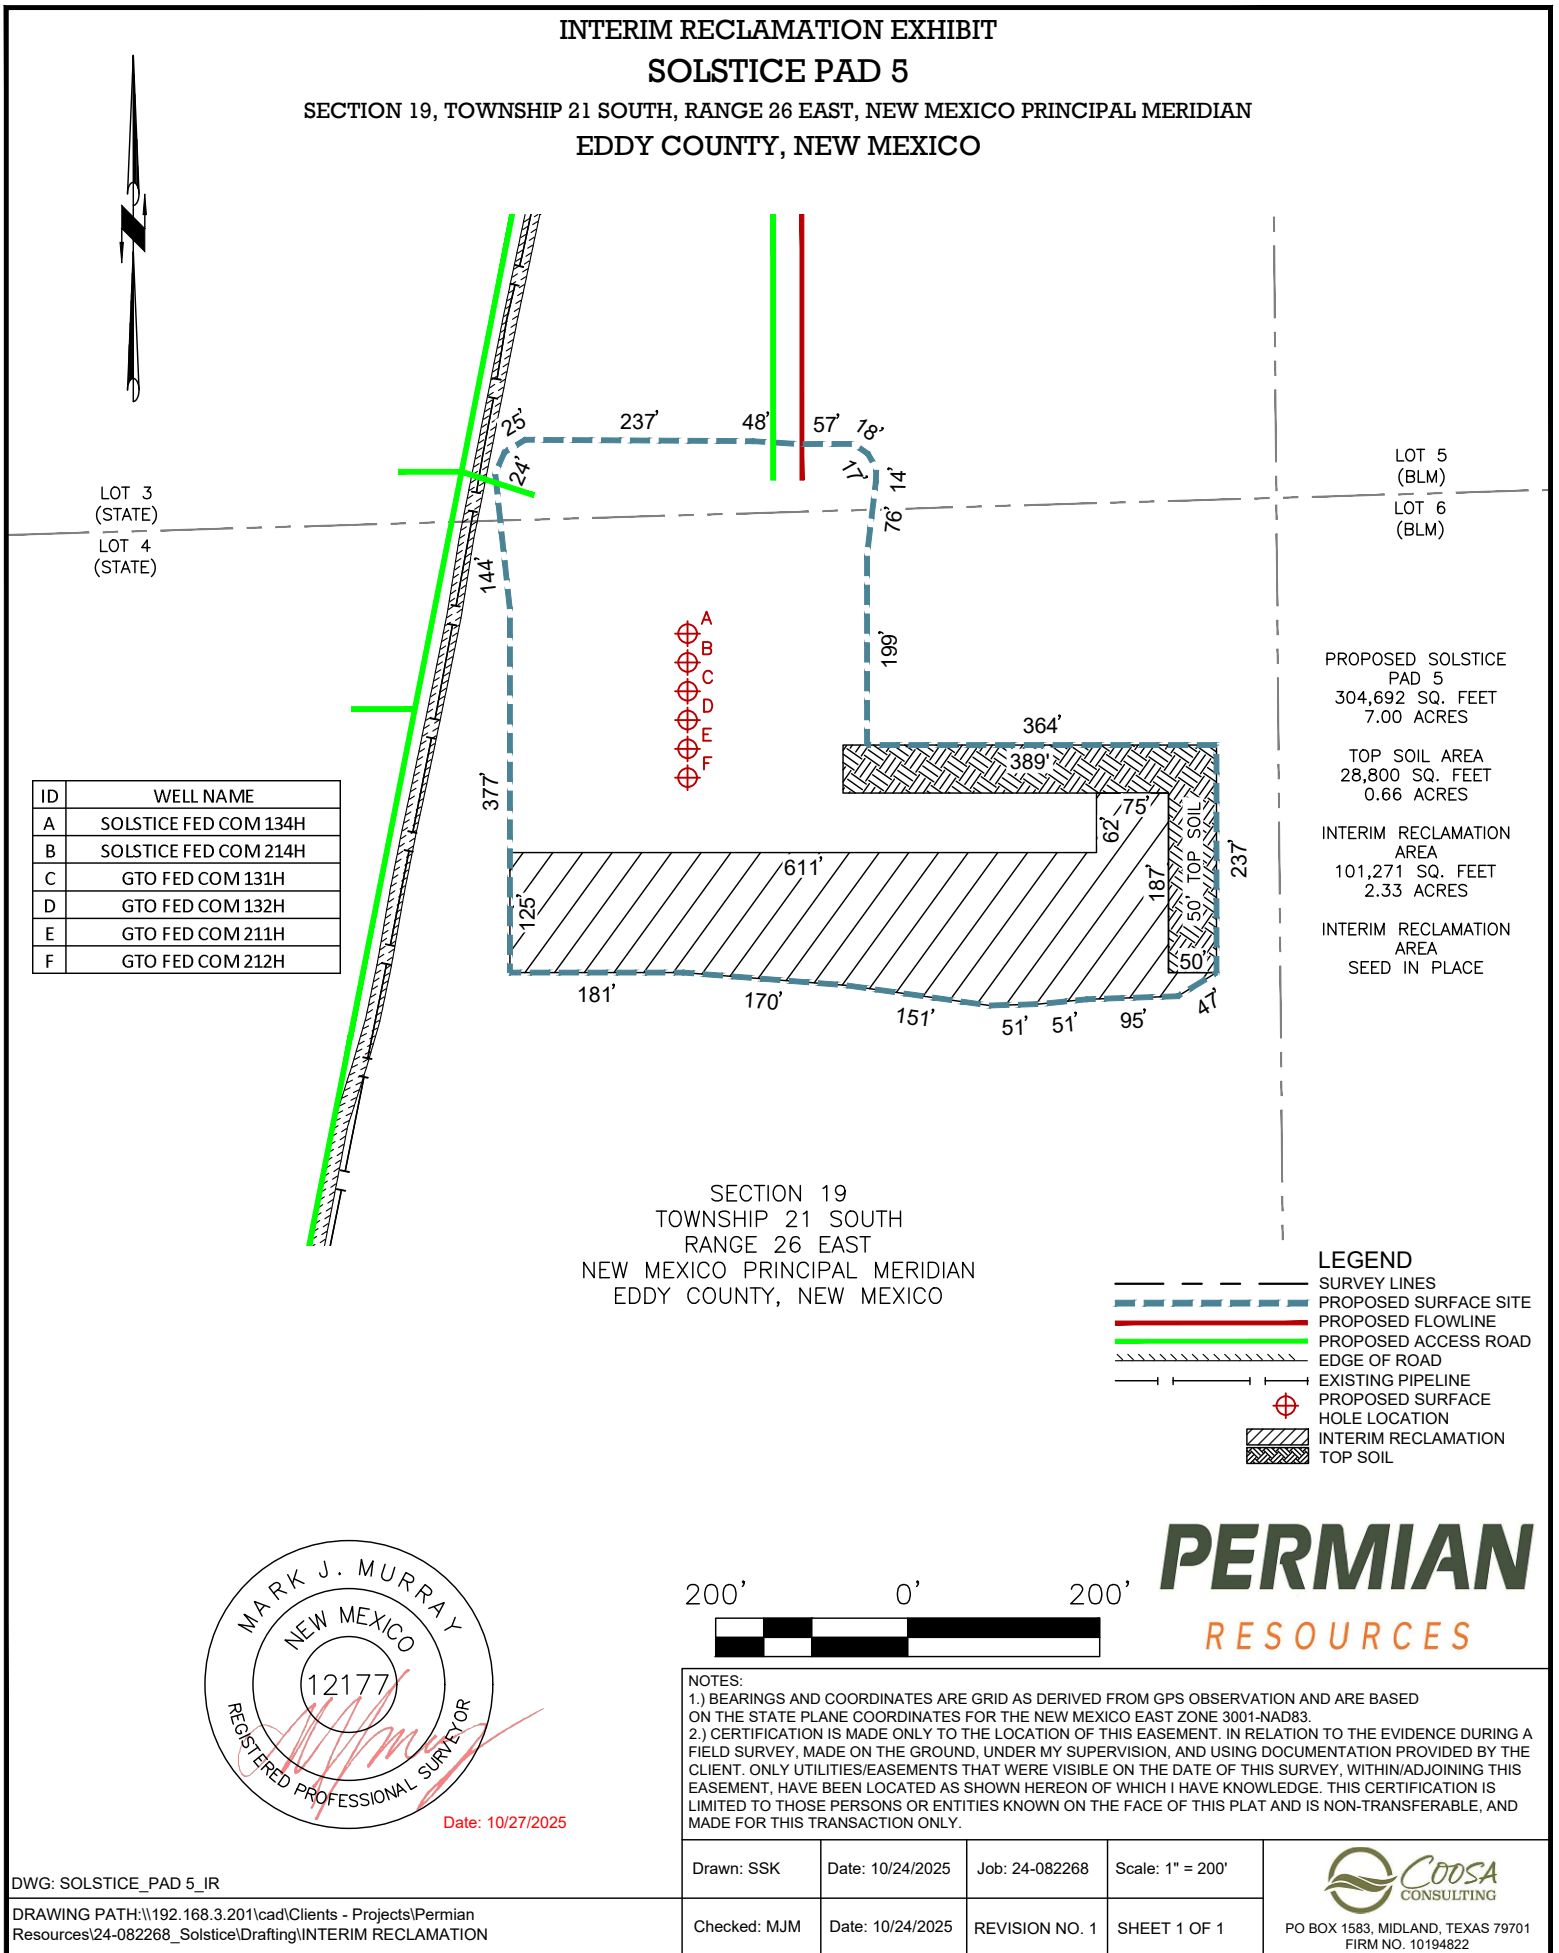 INTERIM RECLAMATION EXHIBIT
SOLSTICE PAD 5
SECTION 19, TOWNSHIP 21 SOUTH, RANGE 26 EAST, NEW MEXICO PRINCIPAL MERIDIAN
EDDY COUNTY, NEW MEXICO
25'
237'
48'
57'
18'
24'
17'
14'
76'
LOT 3
(STATE)
LOT 4
(STATE)
LOT 5
(BLM)
LOT 6
(BLM)
144'
199'
A
B
C
D
E
F
377'
364'
389'
75'
62'
611'
187'
50' TOP SOIL
237'
125'
50'
181'
170'
151'
51'
51'
95'
47'
PROPOSED SOLSTICE
PAD 5
304,692 SQ. FEET
7.00 ACRES
TOP SOIL AREA
28,800 SQ. FEET
0.66 ACRES
INTERIM RECLAMATION
AREA
101,271 SQ. FEET
2.33 ACRES
INTERIM RECLAMATION
AREA
SEED IN PLACE
ID WELL NAME
A SOLSTICE FED COM 134H
B SOLSTICE FED COM 214H
C GTO FED COM 131H
D GTO FED COM 132H
E GTO FED COM 211H
F GTO FED COM 212H
SECTION 19
TOWNSHIP 21 SOUTH
RANGE 26 EAST
NEW MEXICO PRINCIPAL MERIDIAN
EDDY COUNTY, NEW MEXICO
LEGEND
SURVEY LINES
PROPOSED SURFACE SITE
PROPOSED FLOWLINE
PROPOSED ACCESS ROAD
EDGE OF ROAD
EXISTING PIPELINE
PROPOSED SURFACE
HOLE LOCATION
INTERIM RECLAMATION
TOP SOIL
MARK J. MURRAY
NEW MEXICO
12177
REGISTERED PROFESSIONAL SURVEYOR
Date: 10/27/2025
200' 0' 200'
PERMIAN
RESOURCES
NOTES:
1.) BEARINGS AND COORDINATES ARE GRID AS DERIVED FROM GPS OBSERVATION AND ARE BASED
ON THE STATE PLANE COORDINATES FOR THE NEW MEXICO EAST ZONE 3001-NAD83.
2.) CERTIFICATION IS MADE ONLY TO THE LOCATION OF THIS EASEMENT. IN RELATION TO THE EVIDENCE DURING A
FIELD SURVEY, MADE ON THE GROUND, UNDER MY SUPERVISION, AND USING DOCUMENTATION PROVIDED BY THE
CLIENT. ONLY UTILITIES/EASEMENTS THAT WERE VISIBLE ON THE DATE OF THIS SURVEY, WITHIN/ADJOINING THIS
EASEMENT, HAVE BEEN LOCATED AS SHOWN HEREON OF WHICH I HAVE KNOWLEDGE. THIS CERTIFICATION IS
LIMITED TO THOSE PERSONS OR ENTITIES KNOWN ON THE FACE OF THIS PLAT AND IS NON-TRANSFERABLE, AND
MADE FOR THIS TRANSACTION ONLY.
Drawn: SSK Date: 10/24/2025 Job: 24-082268 Scale: 1" = 200'
Checked: MJM Date: 10/24/2025 REVISION NO. 1 SHEET 1 OF 1
COOSA
CONSULTING
PO BOX 1583, MIDLAND, TEXAS 79701
FIRM NO. 10194822
DWG: SOLSTICE_PAD 5_IR
DRAWING PATH:\\192.168.3.201\cad\Clients - Projects\Permian
Resources\24-082268_Solstice\Drafting\INTERIM RECLAMATION